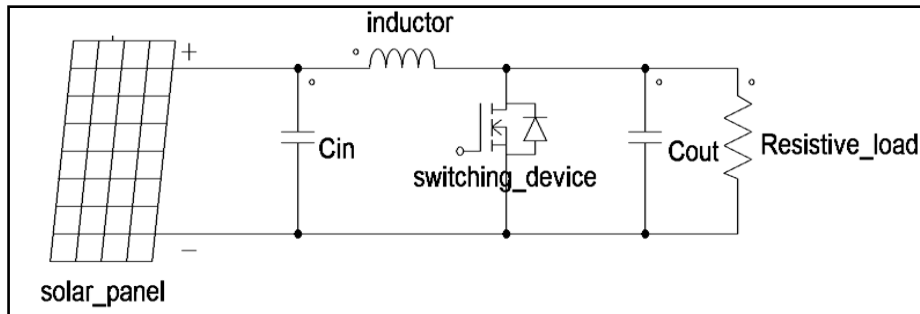 inductor
+
Cin
switching_device
Cout
Resistive_load
−
solar_panel